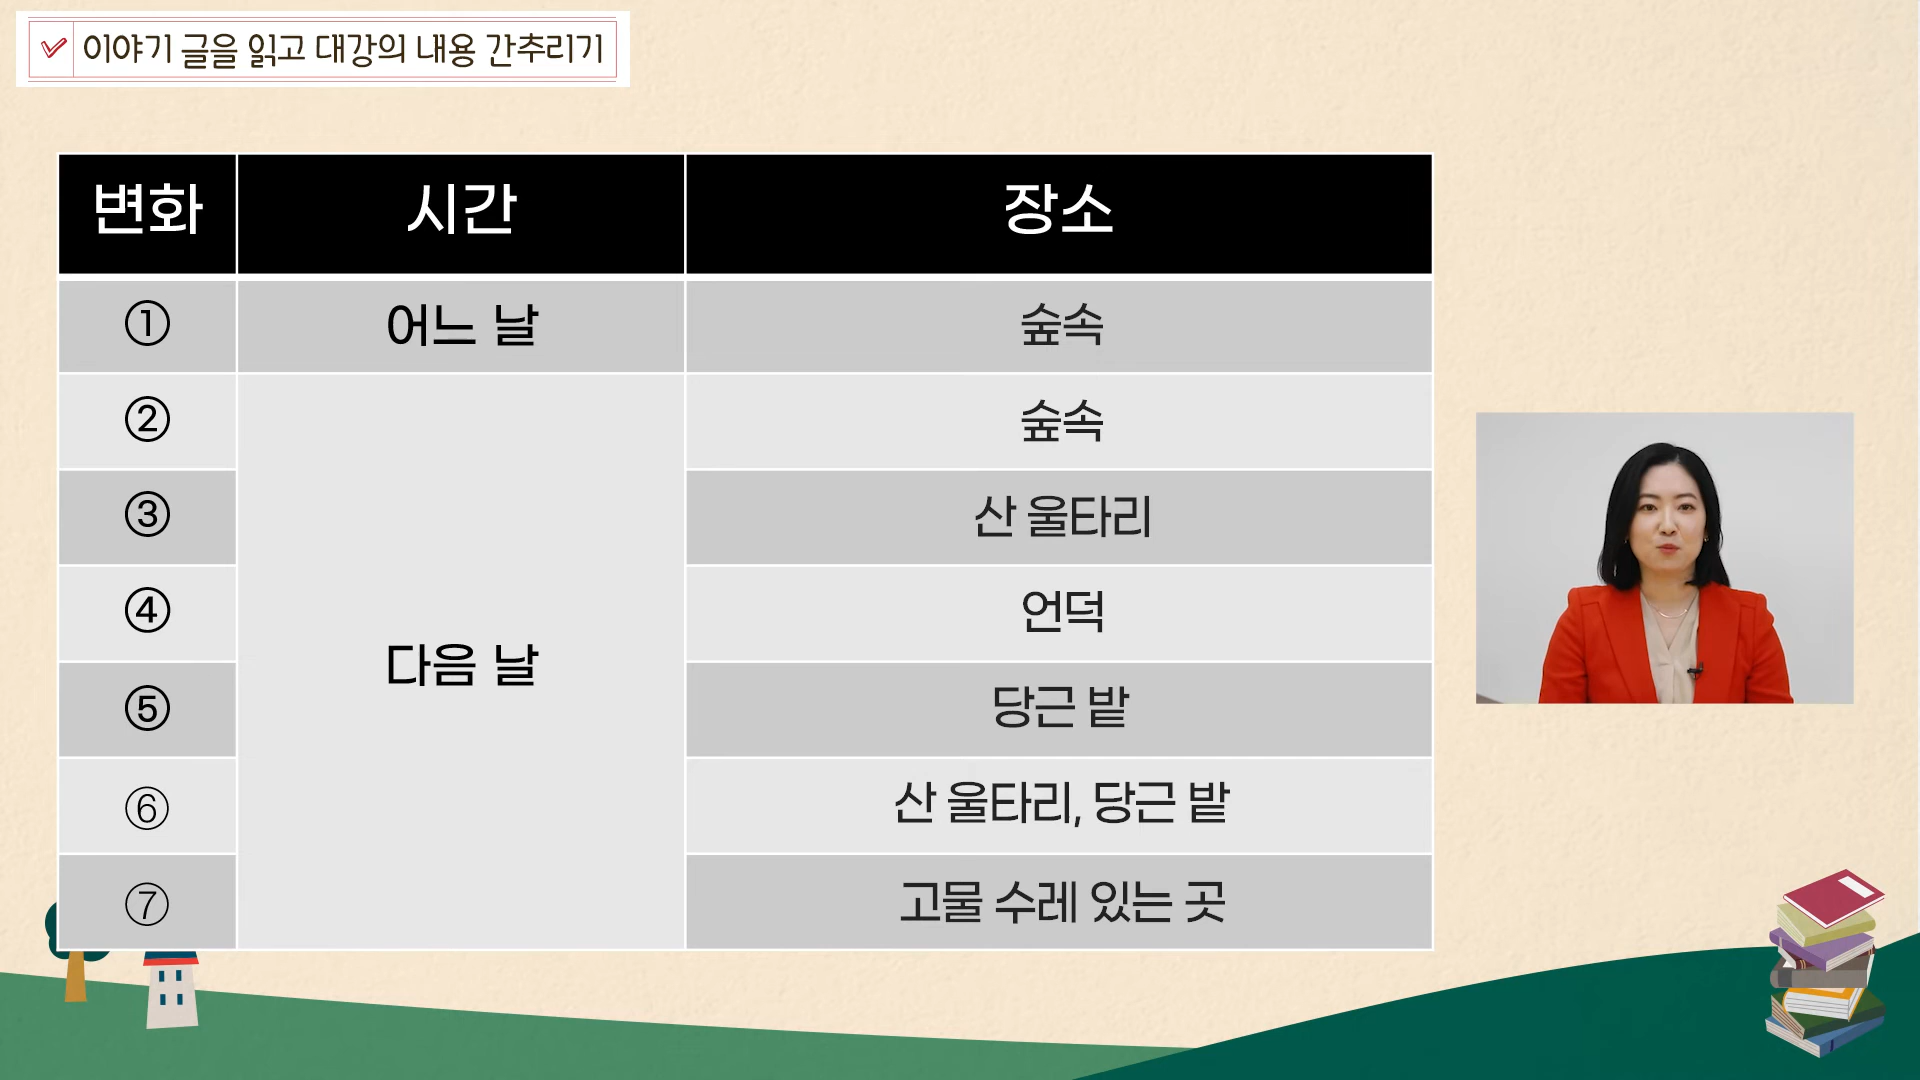 이야기 글을 읽고 대강의 내용 간추리기
변화 시간 장소
① 어느 날 숲속
② 숲속
③ 산 울타리
④ 언덕
다음 날
⑤ 당근 밭
⑥ 산 울타리, 당근 밭
⑦ 고물 수레 있는 곳